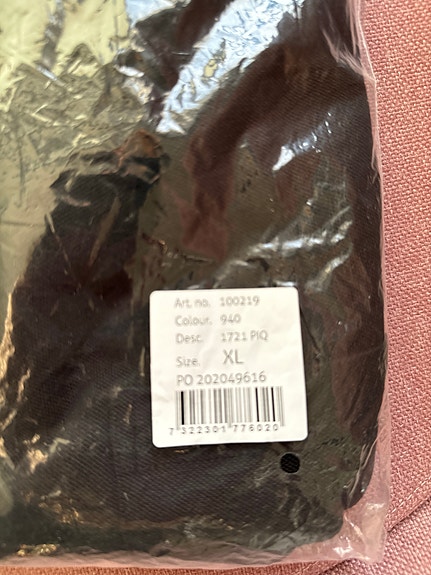 Art. no. 100219
Colour. 940
Desc. 1721 PIQ
Size. XL
PO 202049616
7 322301 776020